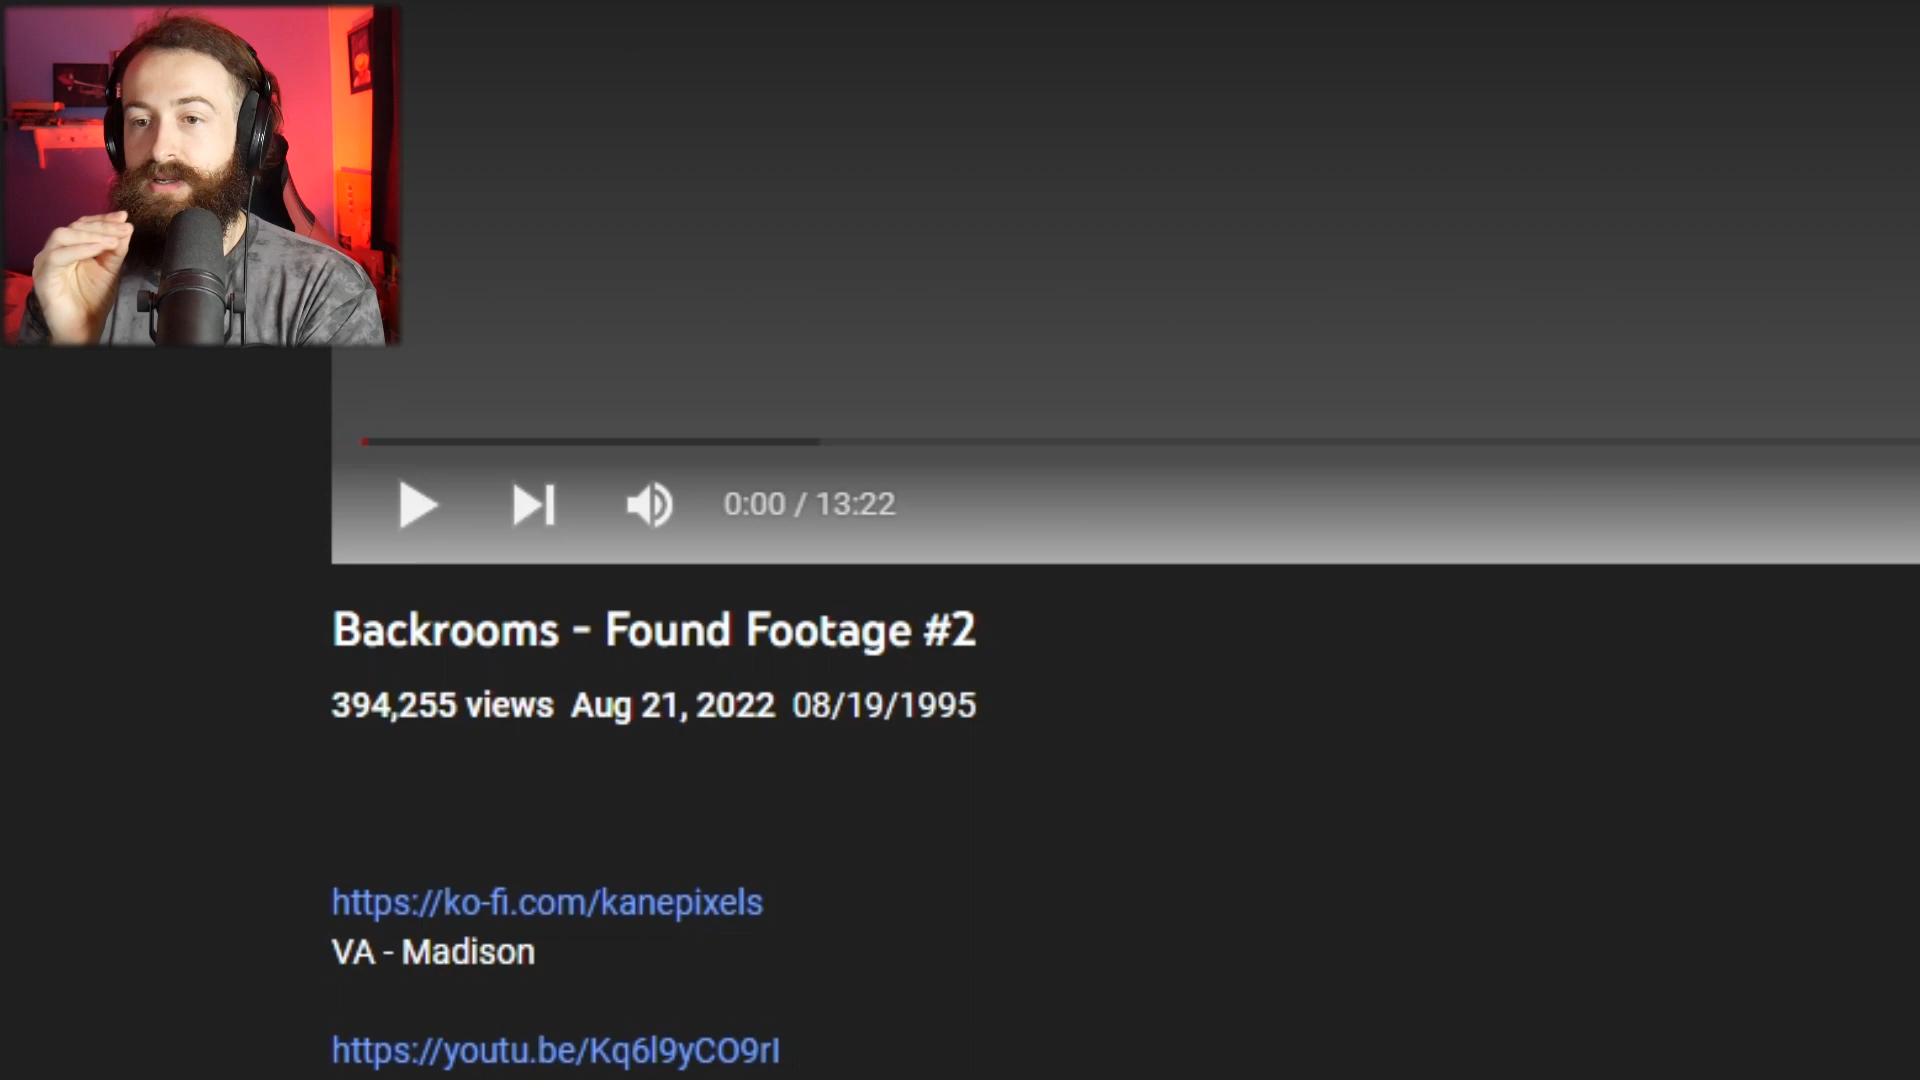 0:00 / 13:22
Backrooms - Found Footage #2
394,255 views Aug 21, 2022 08/19/1995
https://ko-fi.com/kanepixels
VA - Madison
https://youtu.be/Kq6l9yCO9rI